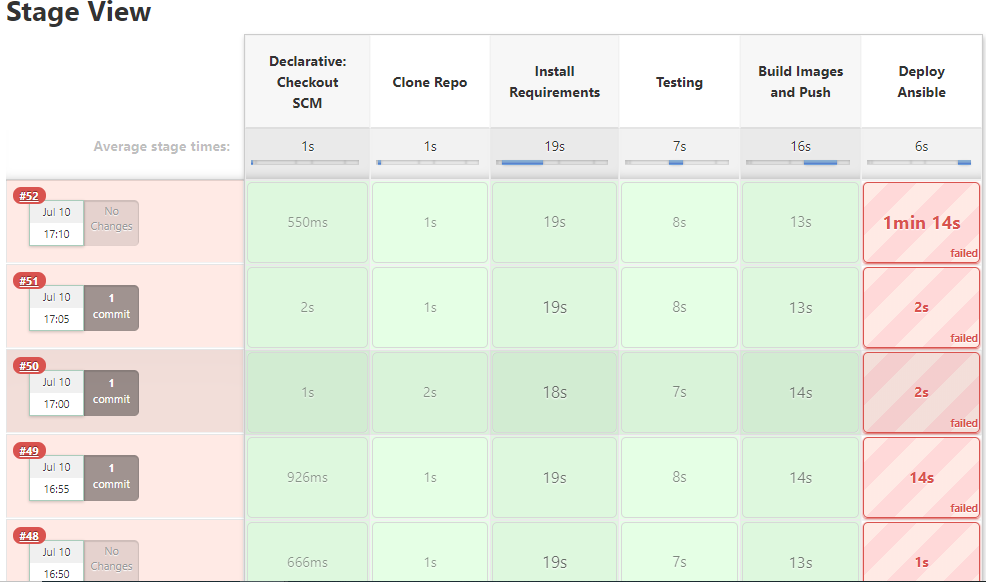 Stage View
Declarative:
Checkout
SCM
Clone Repo
Install
Requirements
Testing
Build Images
and Push
Deploy
Ansible
Average stage times:
1s
1s
19s
7s
16s
6s
#52
Jul 10
17:10
No
Changes
550ms
1s
19s
8s
13s
1min 14s
failed
#51
Jul 10
17:05
1
commit
2s
1s
19s
8s
13s
2s
failed
#50
Jul 10
17:00
1
commit
1s
2s
18s
7s
14s
2s
failed
#49
Jul 10
16:55
1
commit
926ms
1s
19s
8s
14s
14s
failed
#48
Jul 10
16:50
No
Changes
666ms
1s
19s
7s
13s
1s